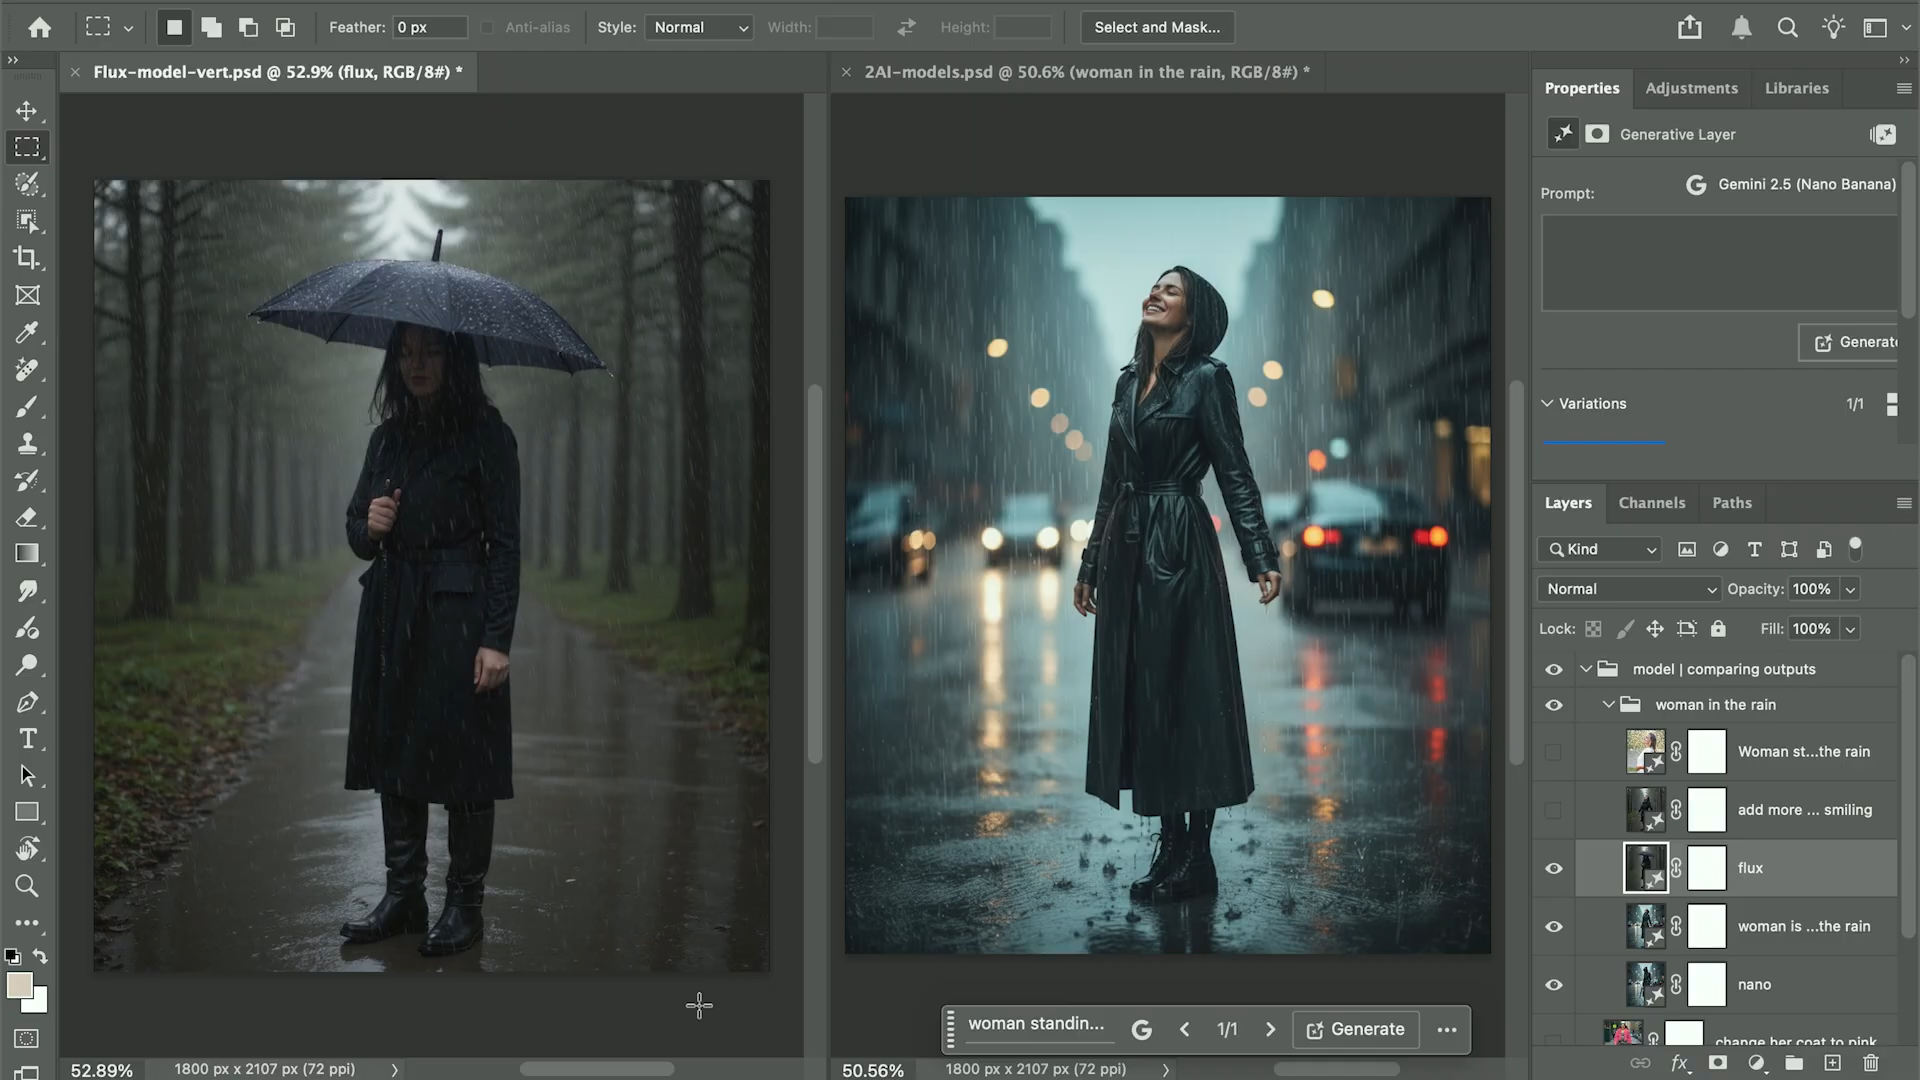 Feather: 0 px Anti-alias Style: Normal Width: Height: Select and Mask...
Flux-model-vert.psd @ 52.9% (flux, RGB/8#) *
2AI-models.psd @ 50.6% (woman in the rain, RGB/8#) *
Properties Adjustments Libraries
Generative Layer
Prompt: Gemini 2.5 (Nano Banana)
Generate
Variations 1/1
Layers Channels Paths
Kind
Normal Opacity: 100%
Lock: Fill: 100%
model | comparing outputs
woman in the rain
Woman st...the rain
add more ... smiling
flux
woman is ...the rain
nano
change her coat to pink
woman standin... 1/1 Generate
52.89% 1800 px x 2107 px (72 ppi)
50.56% 1800 px x 2107 px (72 ppi)